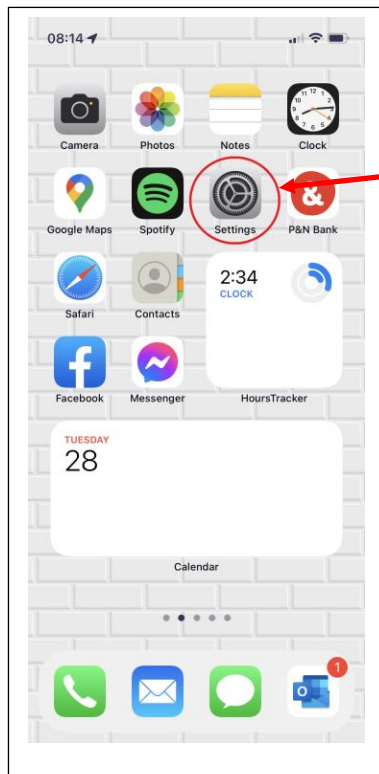 08:14
Camera Photos Notes Clock
Google Maps Spotify Settings P&N Bank
Safari Contacts
2:34
CLOCK
Facebook Messenger HoursTracker
TUESDAY
28
Calendar
1